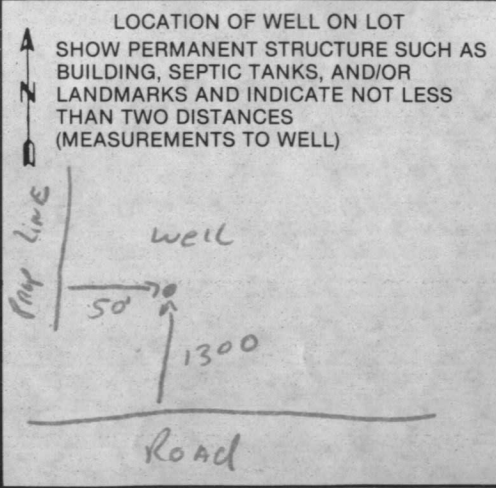 LOCATION OF WELL ON LOT
SHOW PERMANENT STRUCTURE SUCH AS
BUILDING, SEPTIC TANKS, AND/OR
LANDMARKS AND INDICATE NOT LESS
THAN TWO DISTANCES
(MEASUREMENTS TO WELL)
N
Prop Line
well
50'
1300
Road